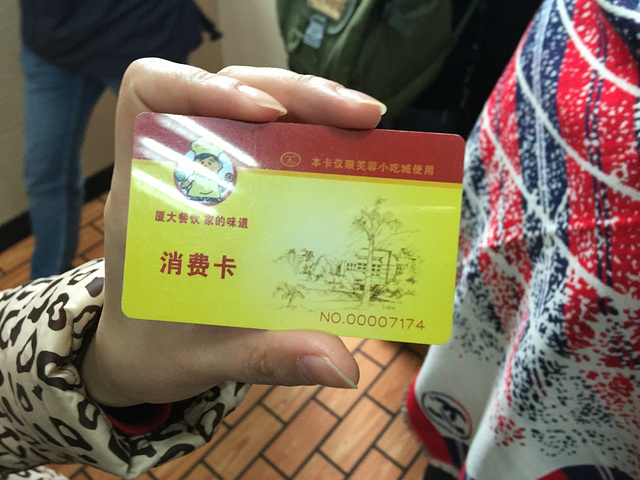 本卡仅限芙蓉小吃城使用
厦大餐饮 家的味道
消费卡
NO.00007174